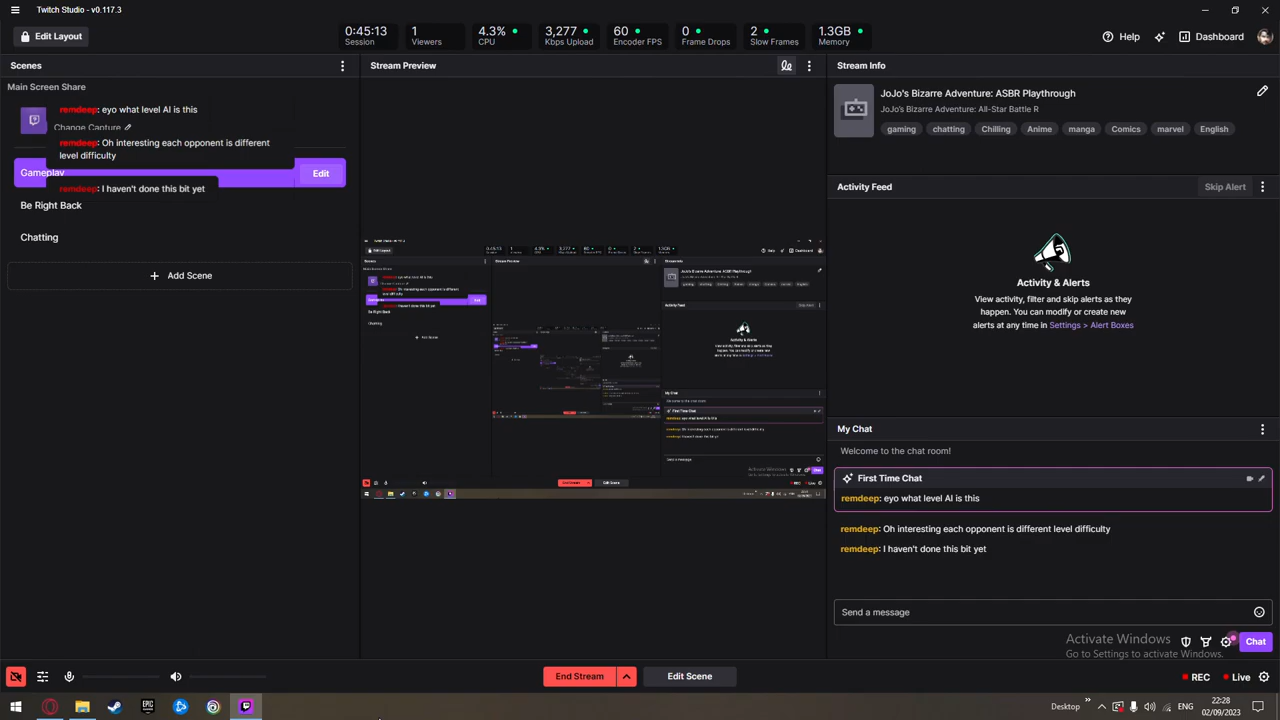 Twitch Studio - v0.117.3
Edit Layout
0:45:13
Session
1
Viewers
4.3%
CPU
3,277
Kbps Upload
60
Encoder FPS
0
Frame Drops
2
Slow Frames
1.3GB
Memory
Help
Dashboard
Scenes
Main Screen Share
remdeep: eyo what level AI is this
Change Capture
remdeep: Oh interesting each opponent is different
level difficulty
Gameplay
Edit
remdeep: I haven't done this bit yet
Be Right Back
Chatting
Add Scene
Stream Preview
Stream Info
JoJo's Bizarre Adventure: ASBR Playthrough
JoJo's Bizarre Adventure: All-Star Battle R
gaming
chatting
Chilling
Anime
manga
Comics
marvel
English
Activity Feed
Skip Alert
Activity & Alerts
View activity, filter and
happen. You can modify or create new
alerts at any time in Settings > Alert Boxes
My Chat
Welcome to the chat room!
First Time Chat
remdeep: eyo what level AI is this
remdeep: Oh interesting each opponent is different level difficulty
remdeep: I haven't done this bit yet
Send a message
Activate Windows
Go to Settings to activate Windows.
Chat
End Stream
Edit Scene
REC
Live
EPIC
Desktop
ENG
22:28
02/09/2023